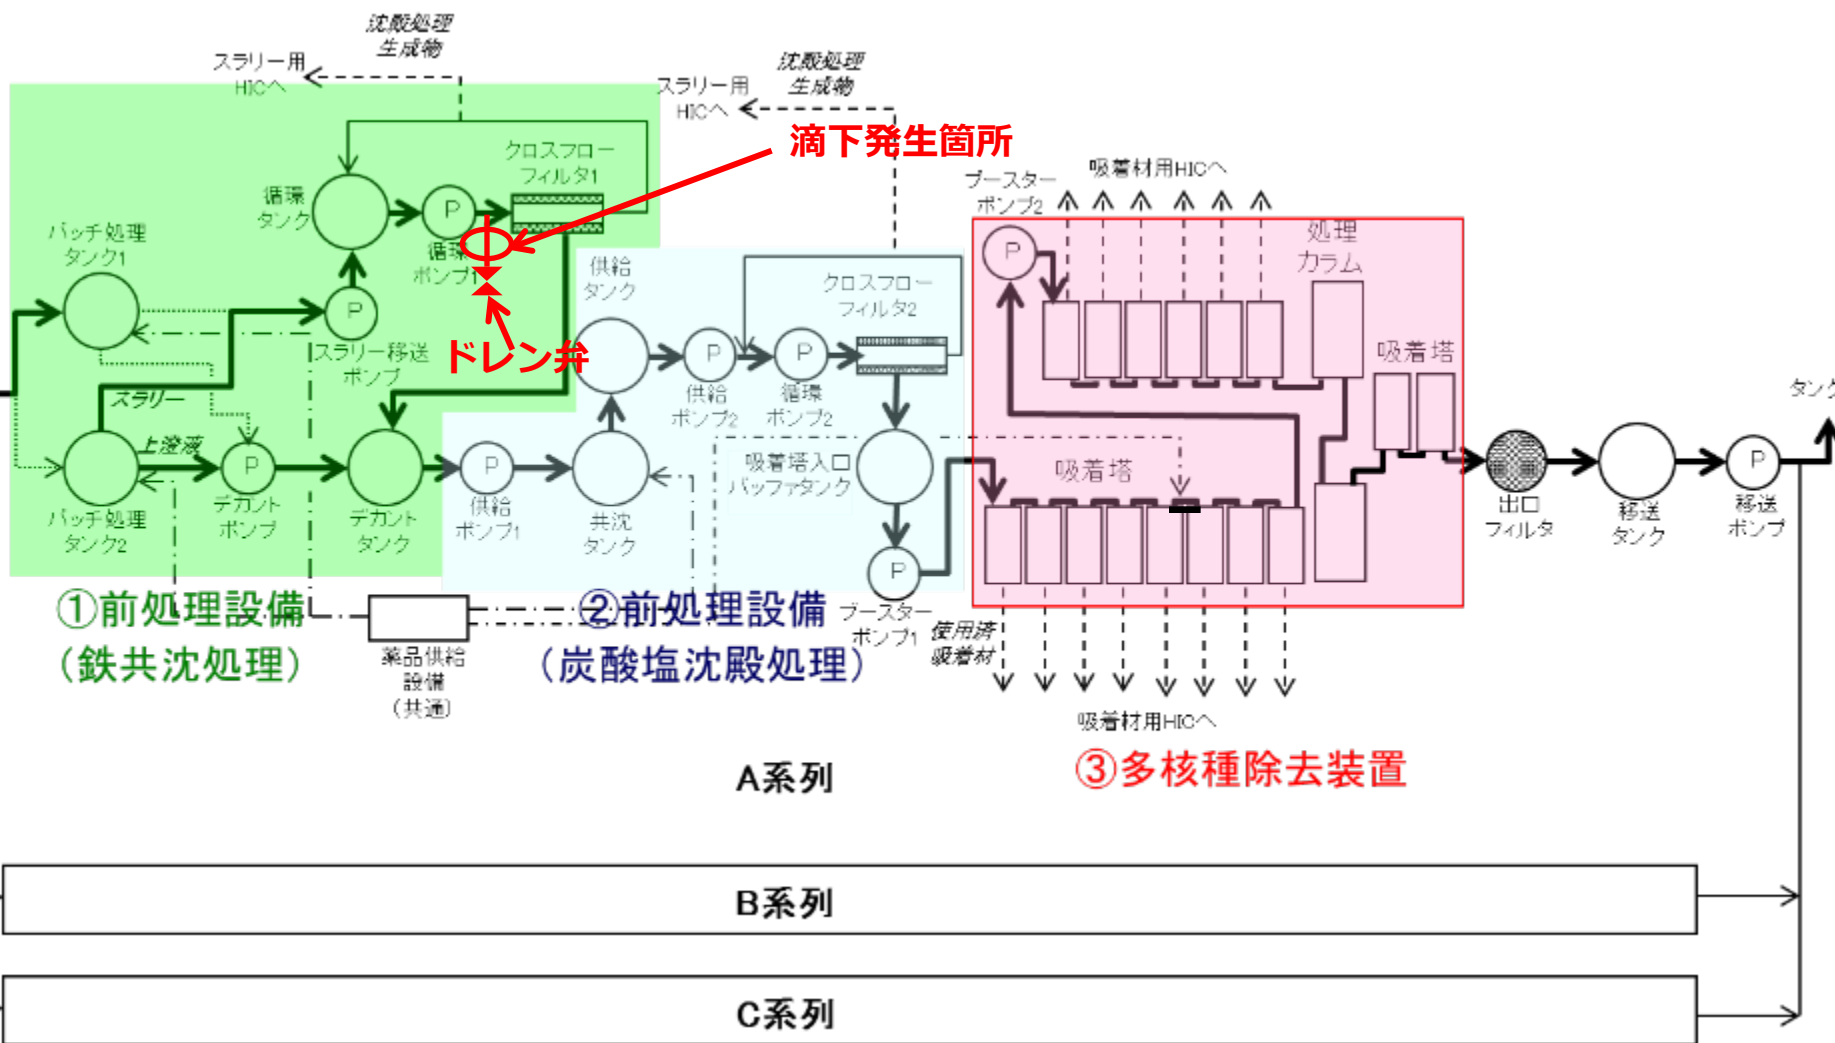 沈殿処理
生成物
スラリー用
HICへ
沈殿処理
生成物
スラリー用
HICへ
滴下発生箇所
クロスフロー
フィルタ1
循環
タンク
P
循環
ポンプ1
バッチ処理
タンク1
P
スラリー移送
ポンプ
ドレン弁
スラリー
上澄液
バッチ処理
タンク2
P
デカント
ポンプ
デカント
タンク
供給
タンク
P
供給
ポンプ2
P
循環
ポンプ2
クロスフロー
フィルタ2
P
供給
ポンプ1
共沈
タンク
吸着塔入口
バッファタンク
P
ブースター
ポンプ1
ブースター
ポンプ2
P
吸着材用HICへ
処理
カラム
吸着塔
吸着塔
使用済
吸着材
吸着材用HICへ
出口
フィルタ
移送
タンク
P
移送
ポンプ
タンク
①前処理設備
（鉄共沈処理）
薬品供給
設備
（共通）
②前処理設備
（炭酸塩沈殿処理）
③多核種除去装置
A系列
B系列
C系列